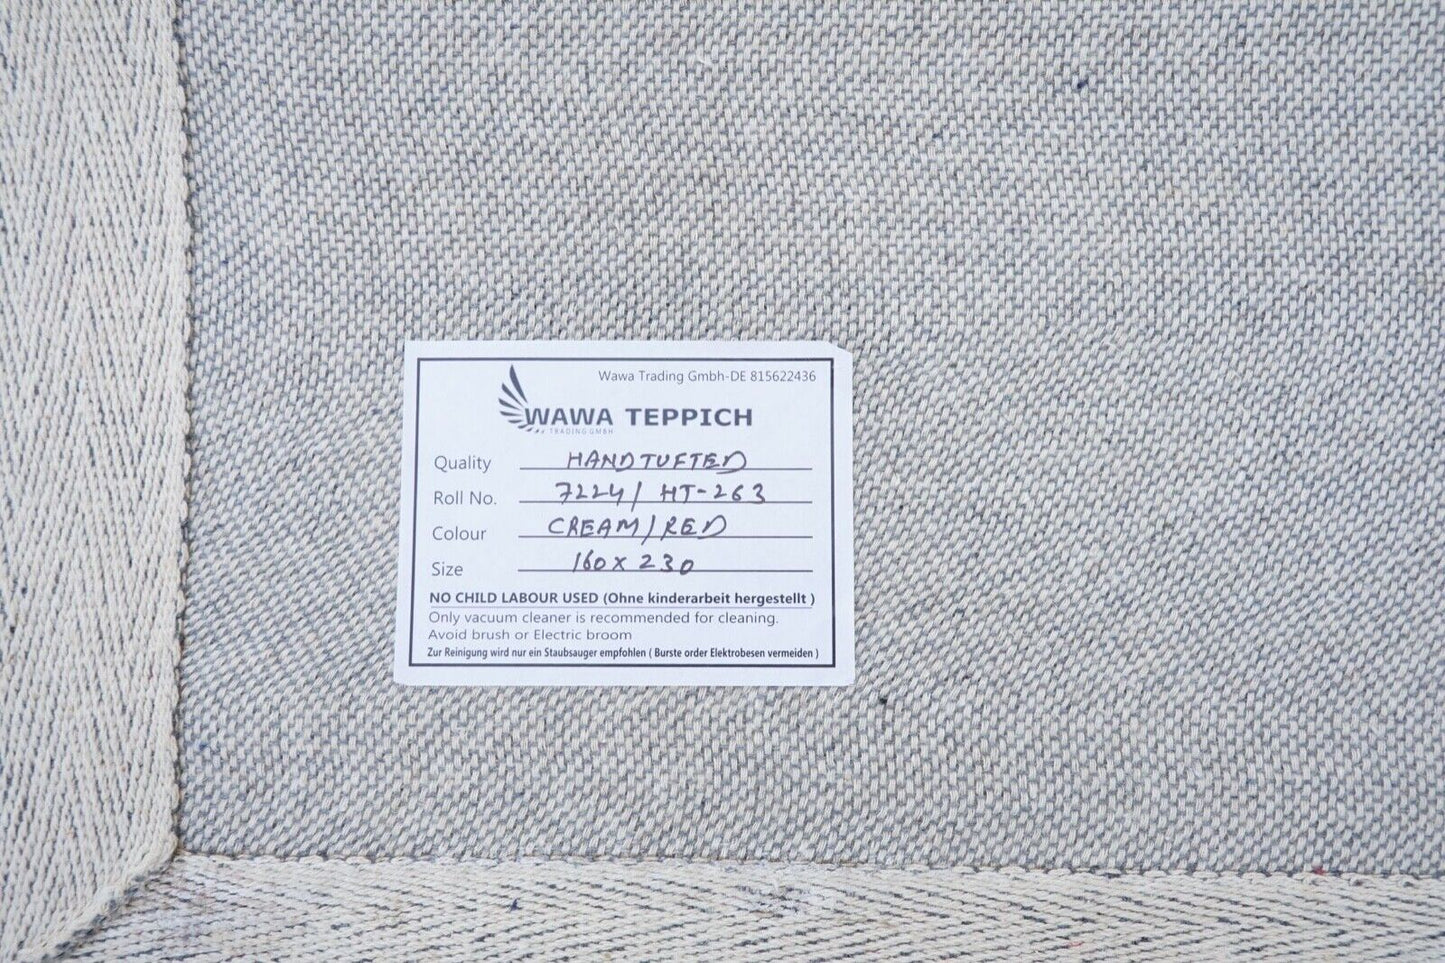 Wawa Trading Gmbh-DE 815622436
WAWA TEPPICH
TRADING GMBH
Quality HANDTUFTED
Roll No. 7224/ HT-263
Colour CREAM/RED
Size 160x230
NO CHILD LABOUR USED (Ohne kinderarbeit hergestellt )
Only vacuum cleaner is recommended for cleaning.
Avoid brush or Electric broom
Zur Reinigung wird nur ein Staubsauger empfohlen ( Burste order Elektrobesen vermeiden )